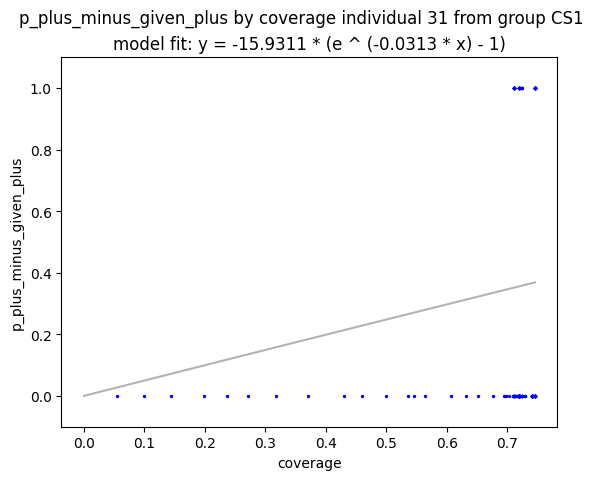 p_plus_minus_given_plus by coverage individual 31 from group CS1
model fit: y = -15.9311 * (e ^ (-0.0313 * x) - 1)
1.0
0.8
0.6
0.4
0.2
0.0
p_plus_minus_given_plus
0.0 0.1 0.2 0.3 0.4 0.5 0.6 0.7
coverage